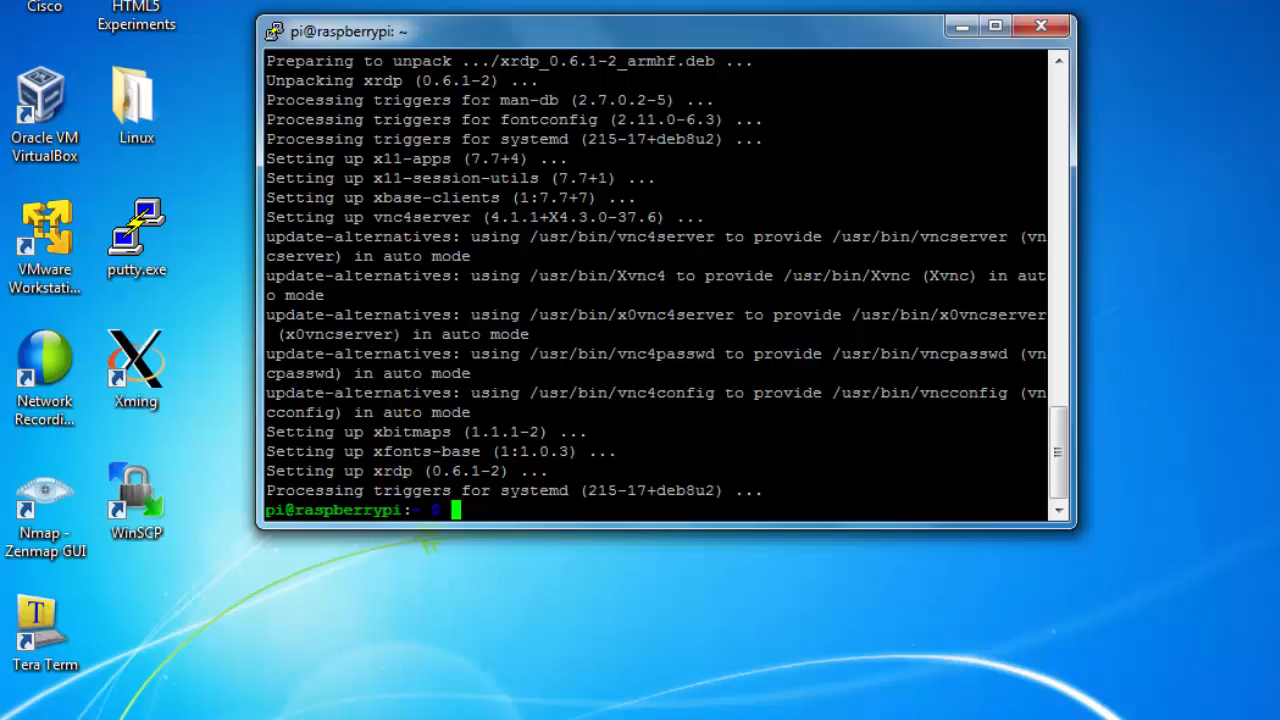 Cisco
HTML5
Experiments
Oracle VM
VirtualBox
Linux
VMware
Workstati...
putty.exe
Network
Recordi...
Xming
Nmap -
Zenmap GUI
WinSCP
T
Tera Term
pi@raspberrypi: ~
Preparing to unpack .../xrdp_0.6.1-2_armhf.deb ...
Unpacking xrdp (0.6.1-2) ...
Processing triggers for man-db (2.7.0.2-5) ...
Processing triggers for fontconfig (2.11.0-6.3) ...
Processing triggers for systemd (215-17+deb8u2) ...
Setting up x11-apps (7.7+4) ...
Setting up x11-session-utils (7.7+1) ...
Setting up xbase-clients (1:7.7+7) ...
Setting up vnc4server (4.1.1+X4.3.0-37.6) ...
update-alternatives: using /usr/bin/vnc4server to provide /usr/bin/vncserver (vn
cserver) in auto mode
update-alternatives: using /usr/bin/Xvnc4 to provide /usr/bin/Xvnc (Xvnc) in aut
o mode
update-alternatives: using /usr/bin/x0vnc4server to provide /usr/bin/x0vncserver
 (x0vncserver) in auto mode
update-alternatives: using /usr/bin/vnc4passwd to provide /usr/bin/vncpasswd (vn
cpasswd) in auto mode
update-alternatives: using /usr/bin/vnc4config to provide /usr/bin/vncconfig (vn
cconfig) in auto mode
Setting up xbitmaps (1.1.1-2) ...
Setting up xfonts-base (1:1.0.3) ...
Setting up xrdp (0.6.1-2) ...
Processing triggers for systemd (215-17+deb8u2) ...
pi@raspberrypi:~ $